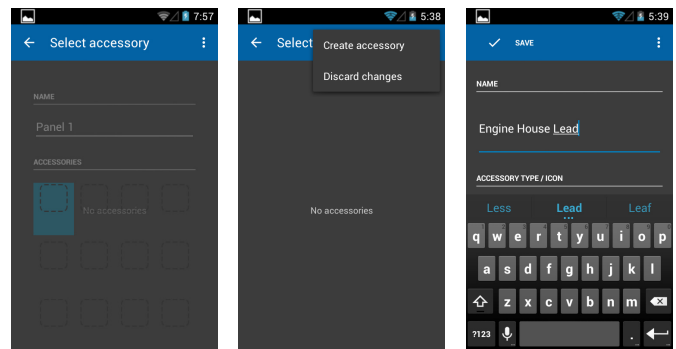 7:57
Select accessory
NAME
Panel 1
ACCESSORIES
No accessories
5:38
Select
Create accessory
Discard changes
No accessories
5:39
SAVE
NAME
Engine House Lead
ACCESSORY TYPE / ICON
Less Lead Leaf
q w e r t y u i o p
a s d f g h j k l
z x c v b n m
?123 .